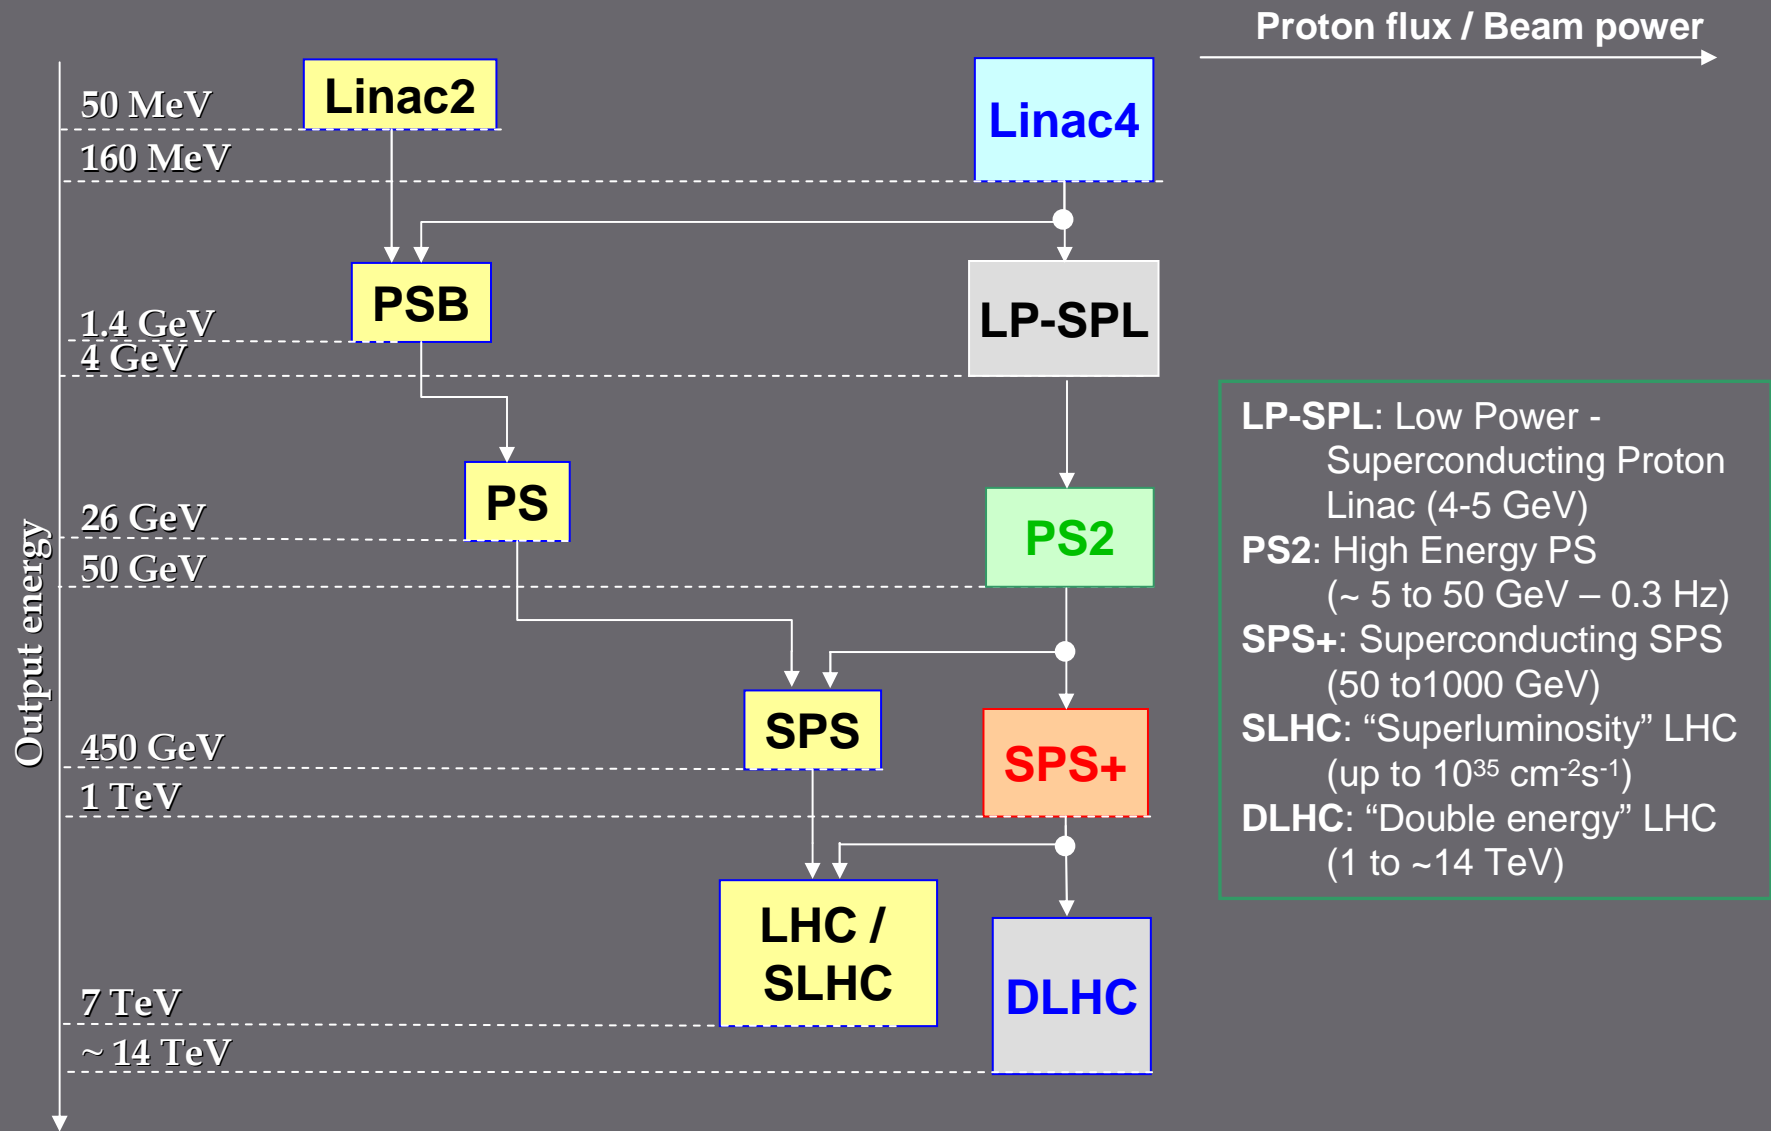 Proton flux / Beam power
Linac2
Linac4
50 MeV
160 MeV
PSB
LP-SPL
1.4 GeV
4 GeV
PS
PS2
26 GeV
50 GeV
Output energy
SPS
SPS+
450 GeV
1 TeV
LHC /
SLHC
DLHC
7 TeV
~ 14 TeV
LP-SPL: Low Power -
Superconducting Proton
Linac (4-5 GeV)
PS2: High Energy PS
(~ 5 to 50 GeV – 0.3 Hz)
SPS+: Superconducting SPS
(50 to1000 GeV)
SLHC: “Superluminosity” LHC
(up to 10³⁵ cm⁻²s⁻¹)
DLHC: “Double energy” LHC
(1 to ~14 TeV)